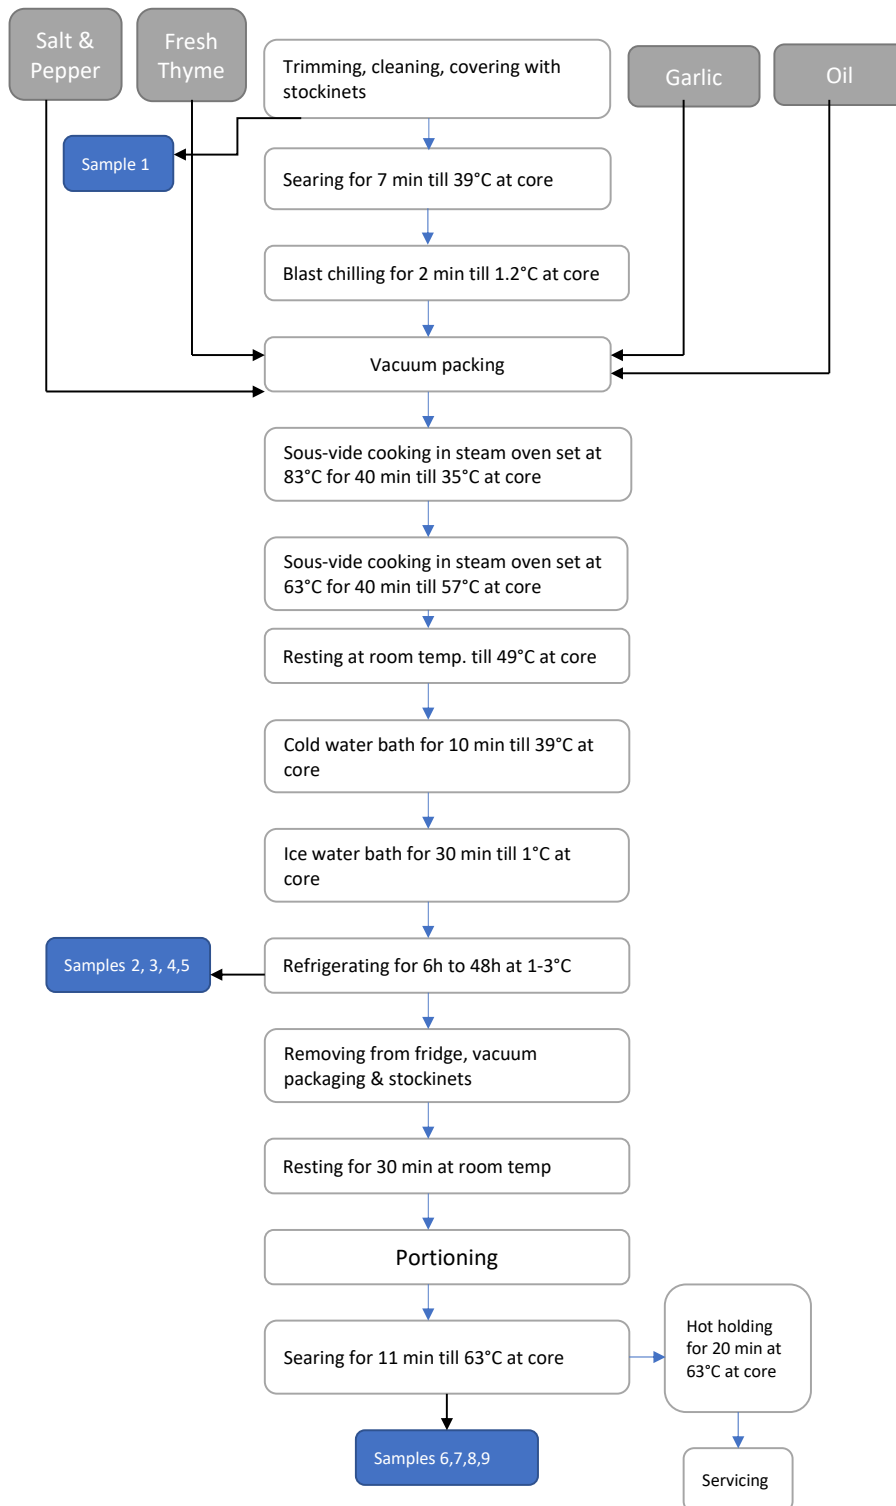 Salt &
Pepper
Fresh
Thyme
Trimming, cleaning, covering with
stockinets
Garlic
Oil
Sample 1
Searing for 7 min till 39°C at core
Blast chilling for 2 min till 1.2°C at core
Vacuum packing
Sous-vide cooking in steam oven set at
83°C for 40 min till 35°C at core
Sous-vide cooking in steam oven set at
63°C for 40 min till 57°C at core
Resting at room temp. till 49°C at core
Cold water bath for 10 min till 39°C at
core
Ice water bath for 30 min till 1°C at
core
Samples 2, 3, 4,5
Refrigerating for 6h to 48h at 1-3°C
Removing from fridge, vacuum
packaging & stockinets
Resting for 30 min at room temp
Portioning
Searing for 11 min till 63°C at core
Hot holding
for 20 min at
63°C at core
Samples 6,7,8,9
Servicing